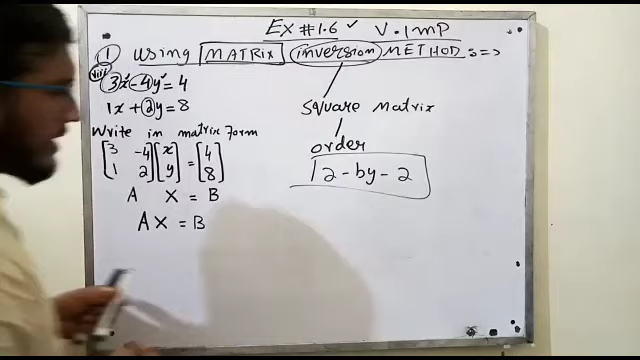 EX # 1.6 ✓ V.IMP
① using MATRIX inversion METHOD s=>
(viii) 3x - 4y = 4
1x + 2y = 8
Write in matrix form
[3 -4] [x] = [4]
[1 2] [y] [8]
A X = B
AX = B
square matrix
order
2-by-2